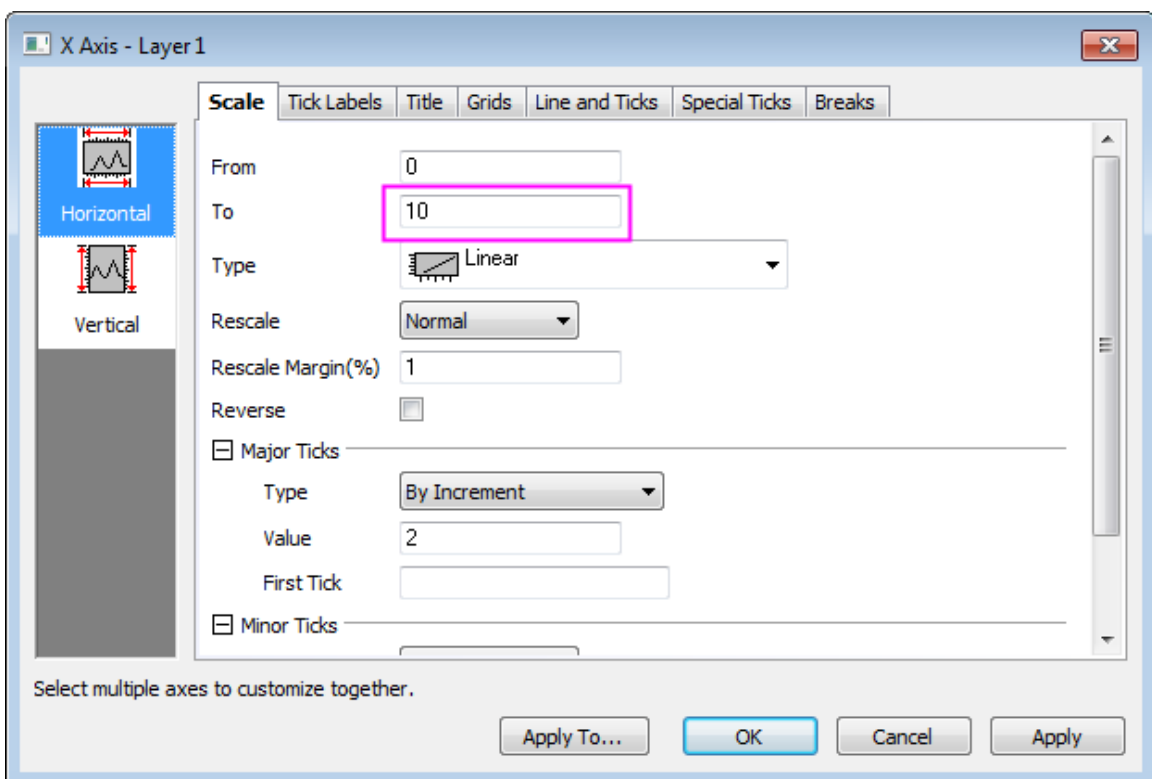 X Axis - Layer 1
Scale Tick Labels Title Grids Line and Ticks Special Ticks Breaks
Horizontal
Vertical
From 0
To 10
Type Linear
Rescale Normal
Rescale Margin(%) 1
Reverse
Major Ticks
Type By Increment
Value 2
First Tick
Minor Ticks
Select multiple axes to customize together.
Apply To... OK Cancel Apply